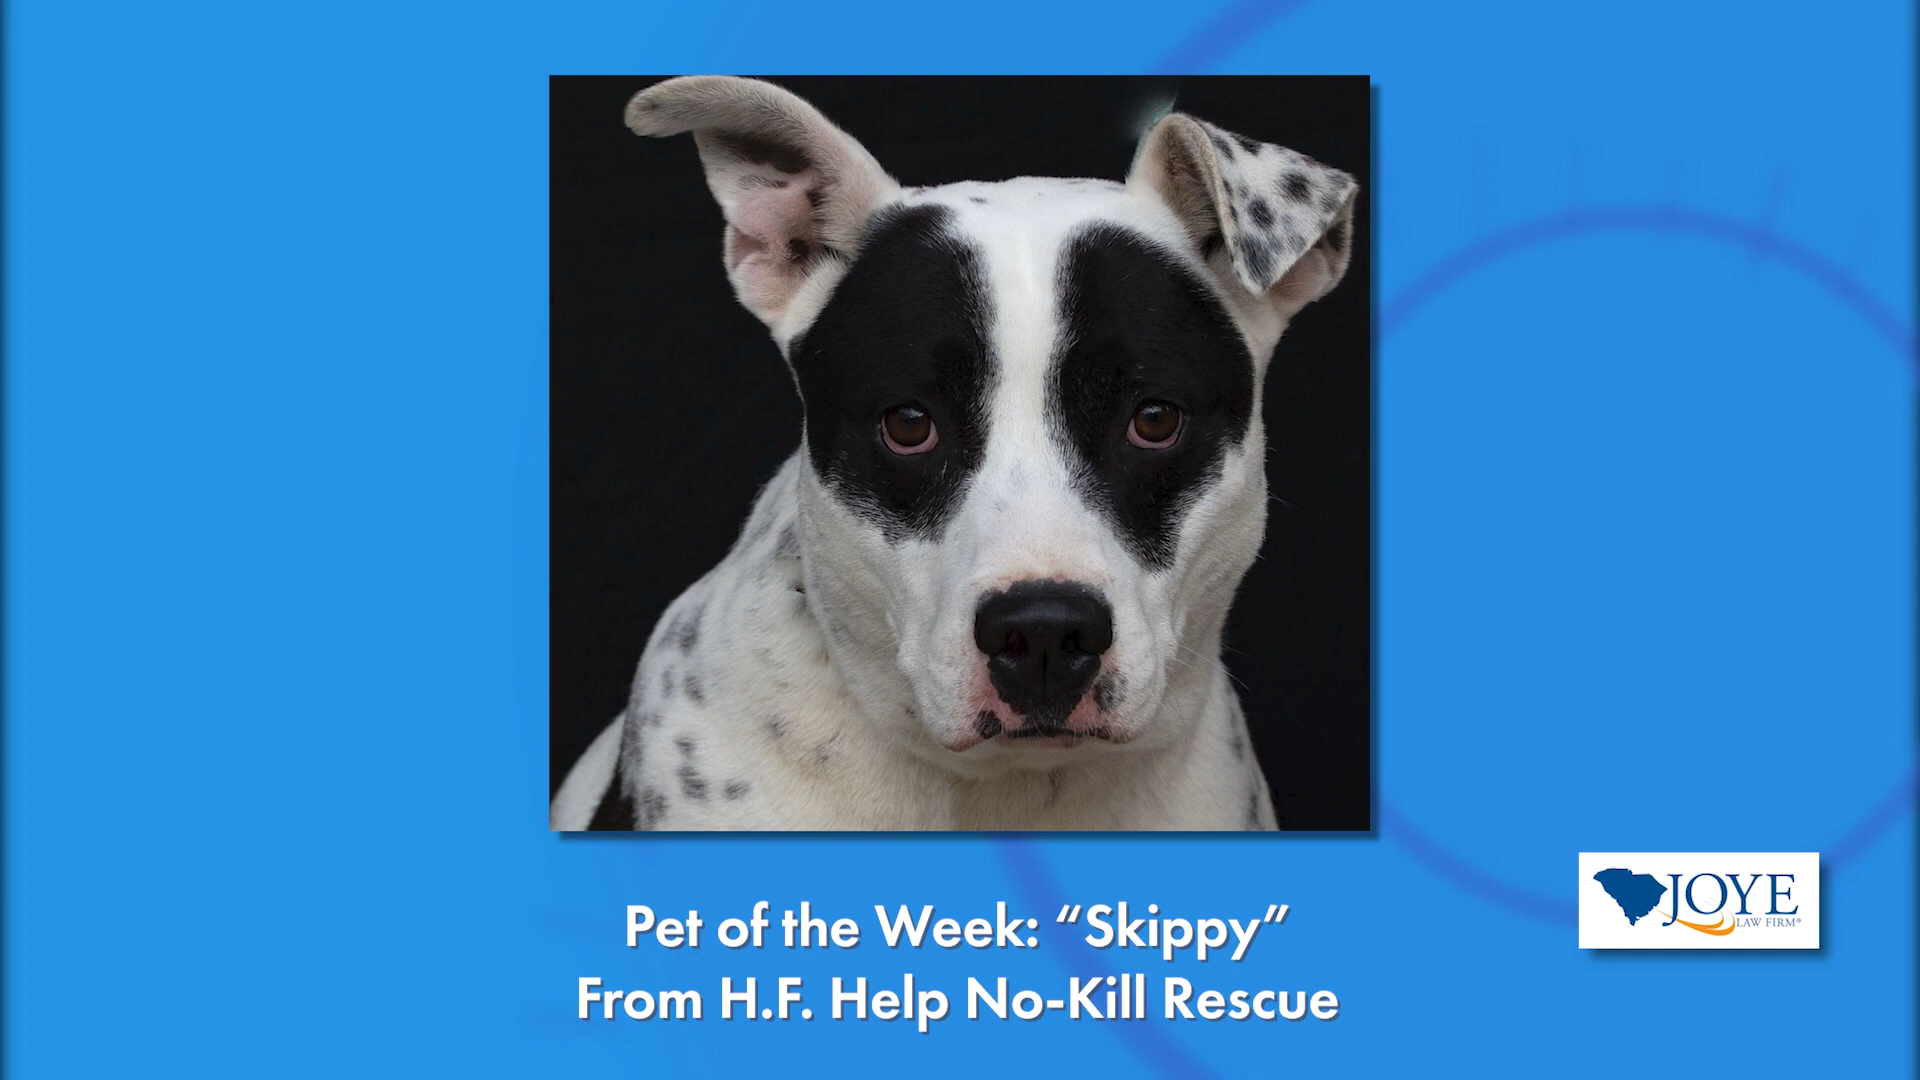 Pet of the Week: “Skippy”
From H.F. Help No-Kill Rescue
JOYE
LAW FIRM®